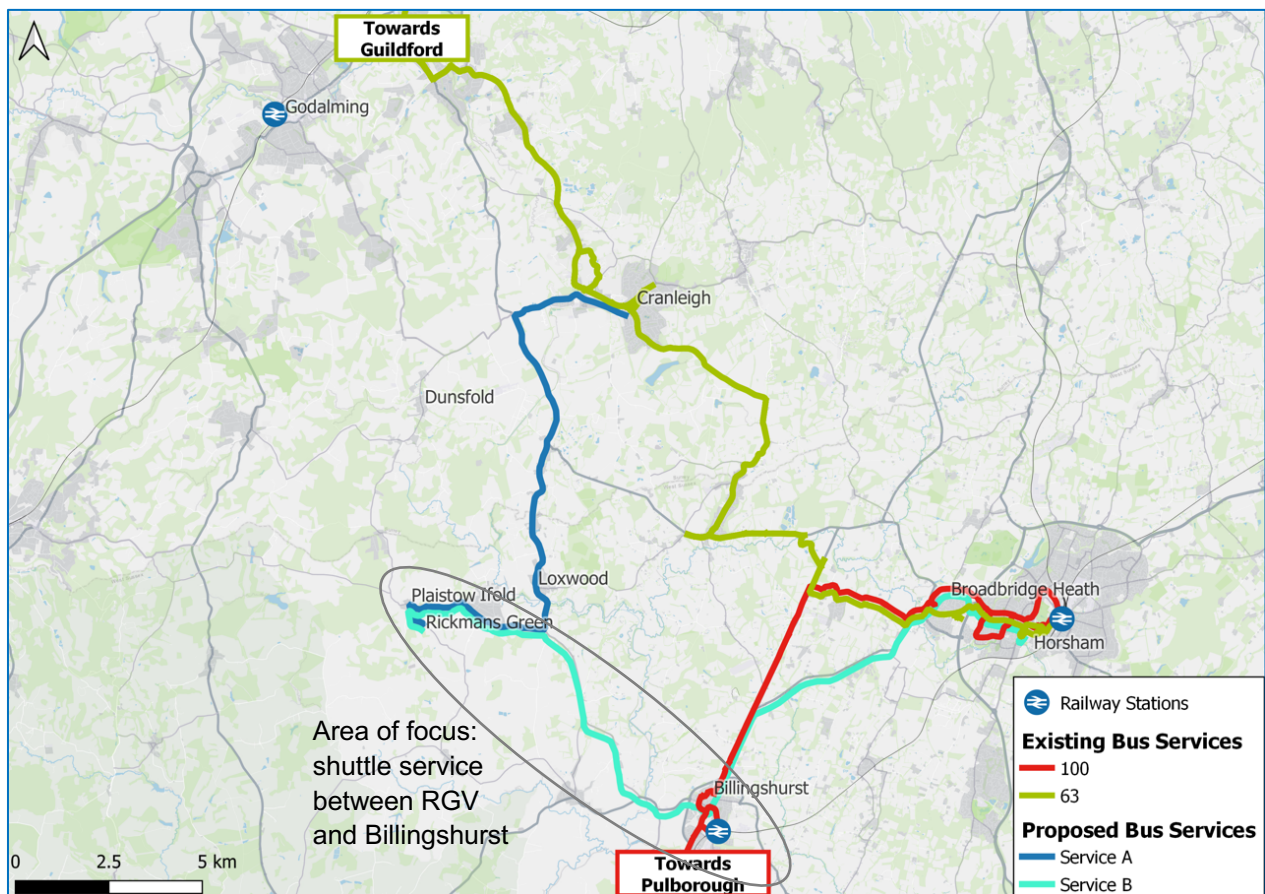 Towards
Guildford
Godalming
Cranleigh
Dunsfold
Loxwood
Plaistow Ifold
Rickmans Green
Broadbridge Heath
Horsham
Area of focus:
shuttle service
between RGV
and Billingshurst
Billingshurst
Towards
Pulborough
0 2.5 5 km
Railway Stations
Existing Bus Services
100
63
Proposed Bus Services
Service A
Service B